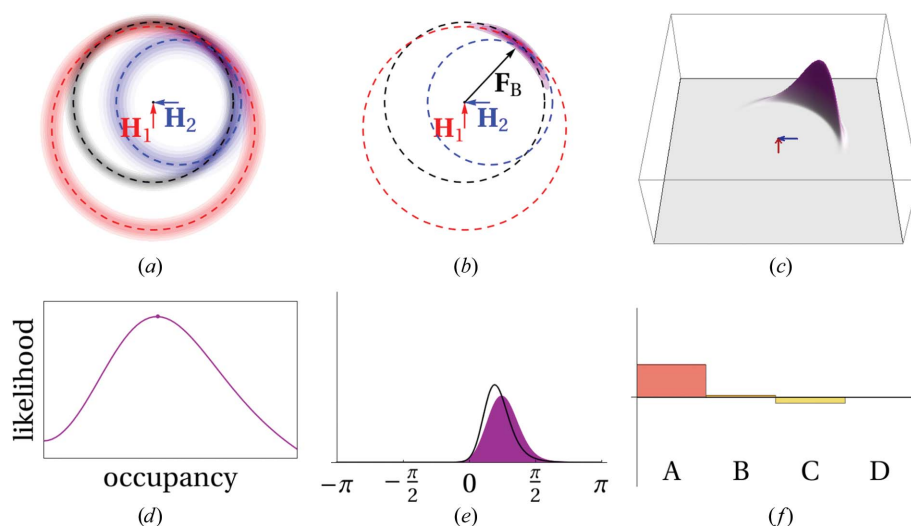 H1 H2
(a)
FB
H1 H2
(b)
(c)
likelihood
occupancy
(d)
−π −π/2 0 π/2 π
(e)
A B C D
(f)